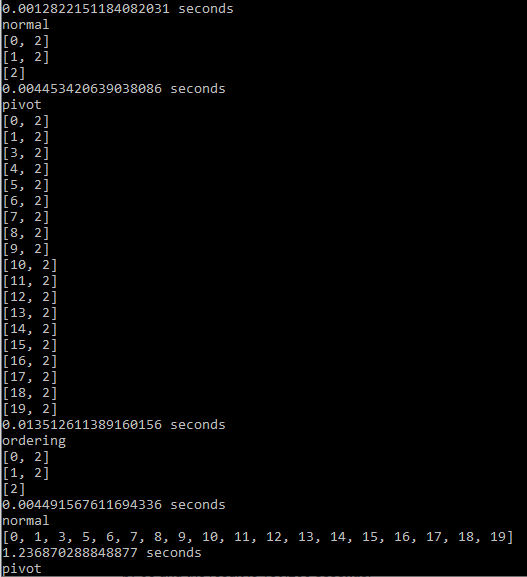 0.0012822151184082031 seconds
normal
[0, 2]
[1, 2]
[2]
0.004453420639038086 seconds
pivot
[0, 2]
[1, 2]
[3, 2]
[4, 2]
[5, 2]
[6, 2]
[7, 2]
[8, 2]
[9, 2]
[10, 2]
[11, 2]
[12, 2]
[13, 2]
[14, 2]
[15, 2]
[16, 2]
[17, 2]
[18, 2]
[19, 2]
0.013512611389160156 seconds
ordering
[0, 2]
[1, 2]
[2]
0.004491567611694336 seconds
normal
[0, 1, 3, 5, 6, 7, 8, 9, 10, 11, 12, 13, 14, 15, 16, 17, 18, 19]
1.236870288848877 seconds
pivot